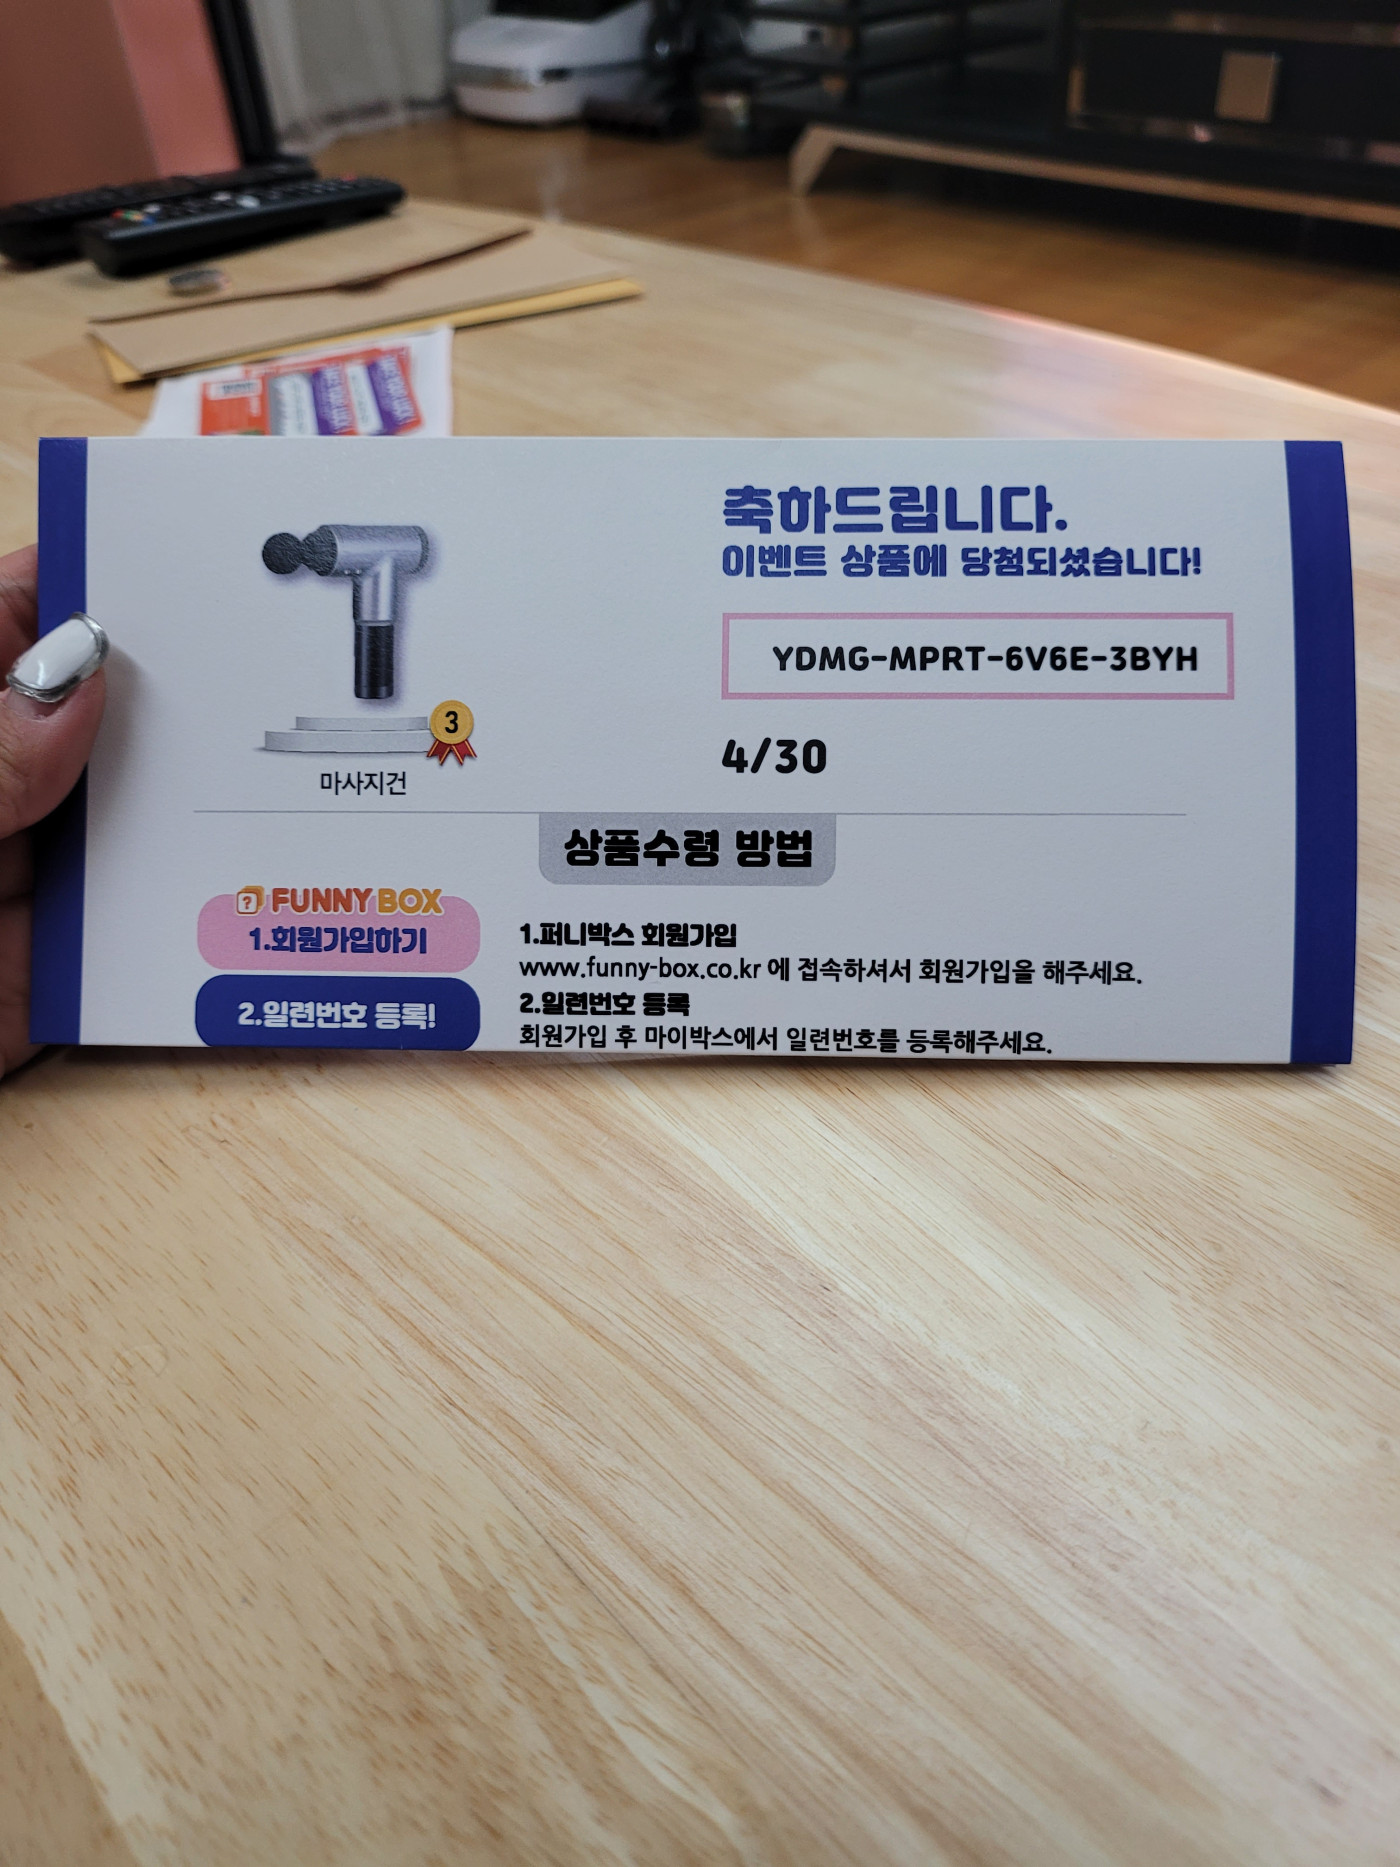 축하드립니다.
이벤트 상품에 당첨되셨습니다!
YDMG-MPRT-6V6E-3BYH
4/30
3
마사지건
상품수령 방법
? FUNNY BOX
1.회원가입하기
2.일련번호 등록!
1.퍼니박스 회원가입
www.funny-box.co.kr 에 접속하셔서 회원가입을 해주세요.
2.일련번호 등록
회원가입 후 마이박스에서 일련번호를 등록해주세요.